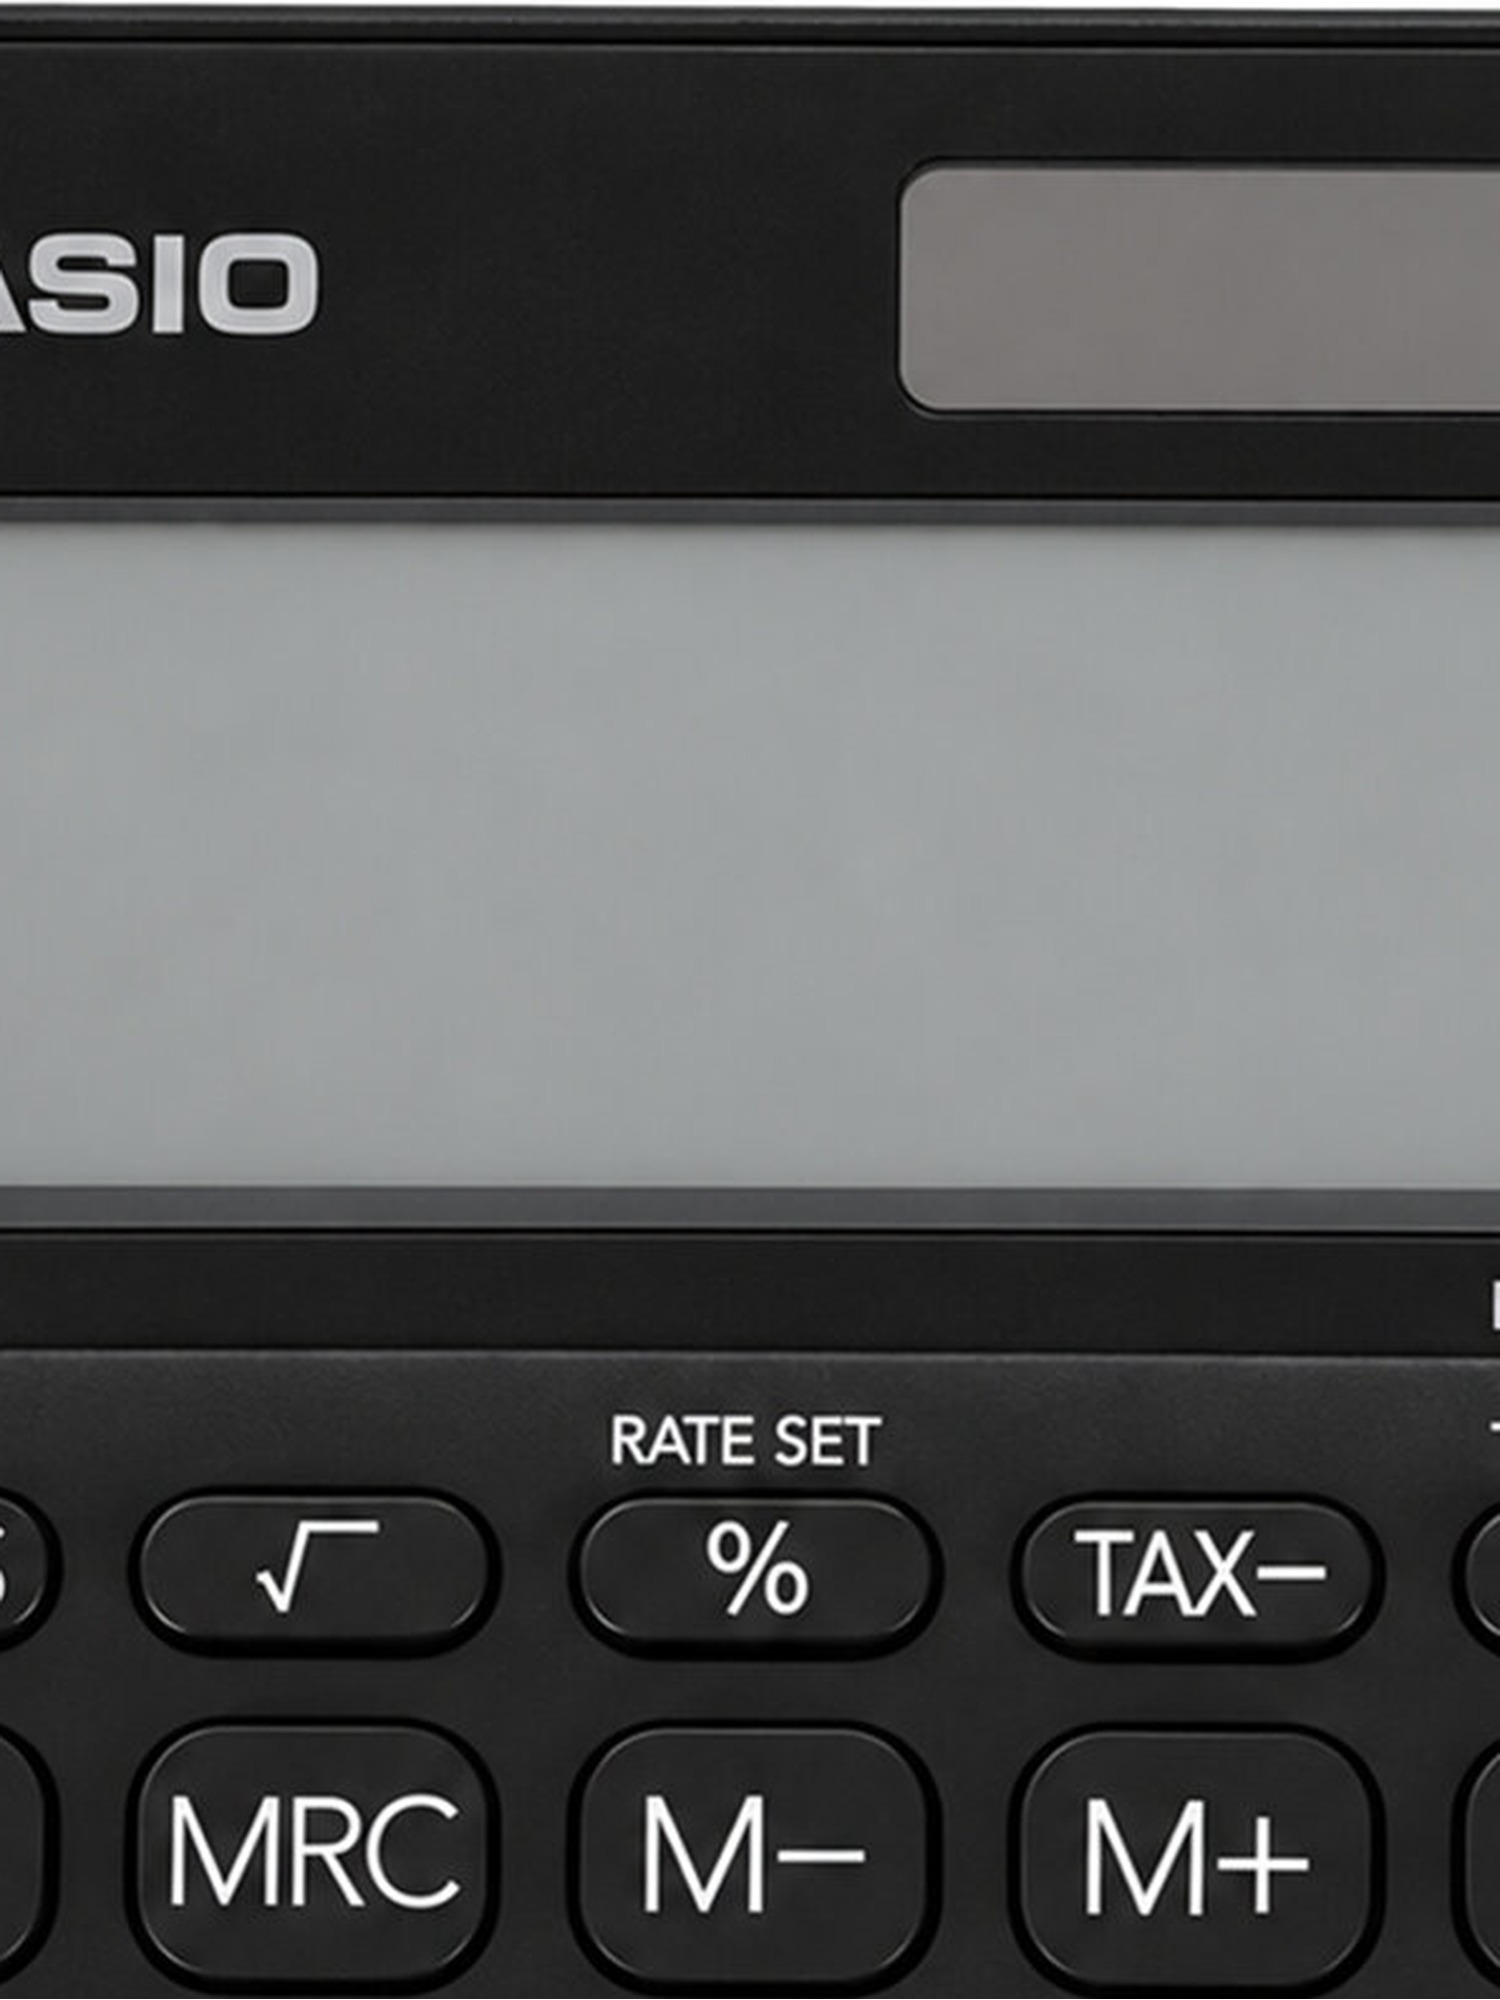 ASIO
RATE SET
√ % TAX−
MRC M− M+